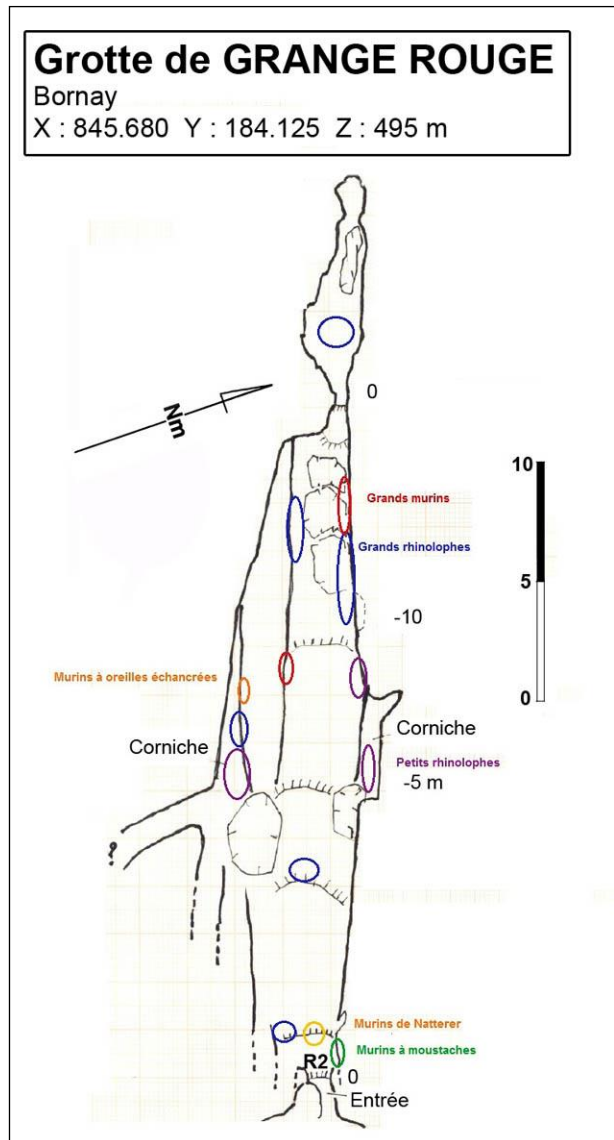 Grotte de GRANGE ROUGE
Bornay
X : 845.680 Y : 184.125 Z : 495 m
0
Nm
10
Grands murins
Grands rhinolophes
5
-10
Murins à oreilles échancrées
0
Corniche
Corniche
Petits rhinolophes
-5 m
?
Murins de Natterer
Murins à moustaches
R2
0
Entrée